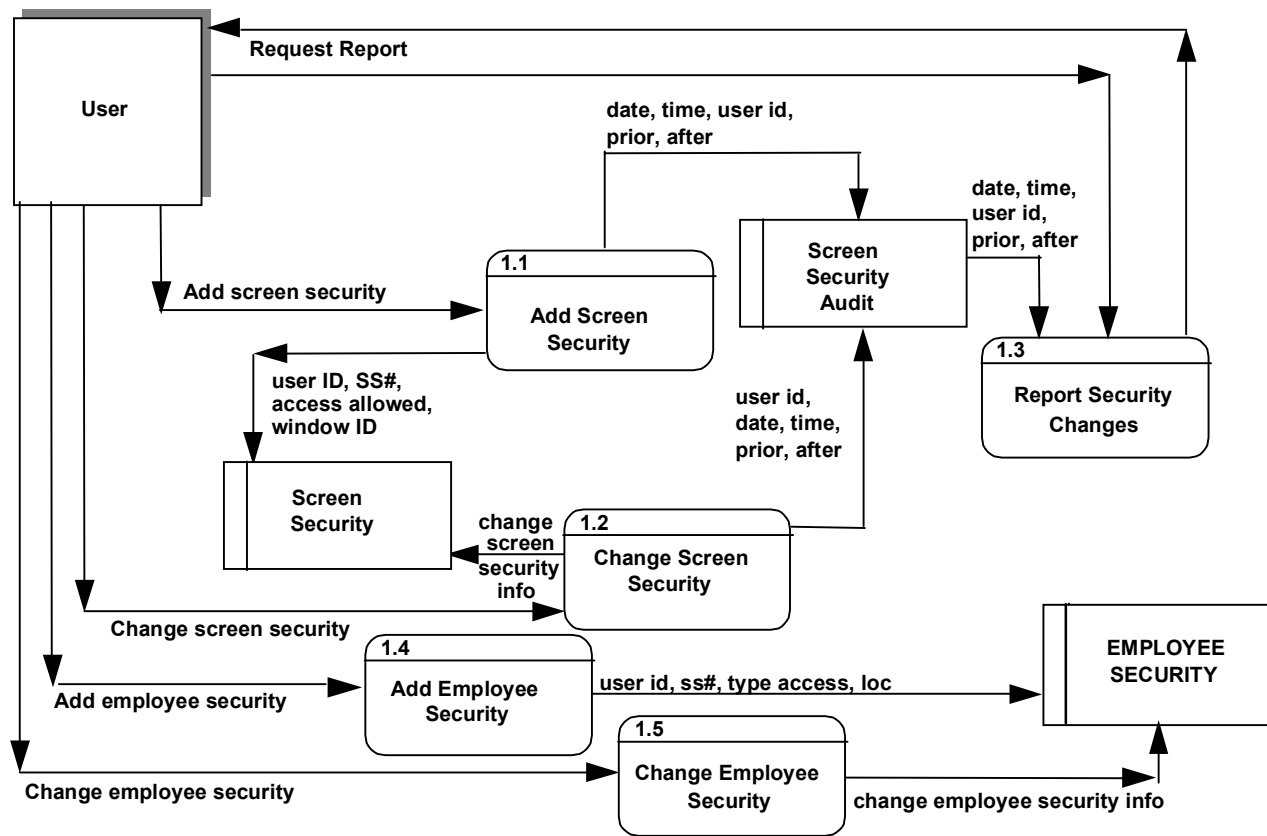 Request Report
User
date, time, user id,
prior, after
date, time,
user id,
prior, after
Screen
Security
Audit
1.1
Add Screen
Security
Add screen security
1.3
Report Security
Changes
user ID, SS#,
access allowed,
window ID
user id,
date, time,
prior, after
Screen
Security
change
screen
security
info
1.2
Change Screen
Security
Change screen security
1.4
Add Employee
Security
Add employee security
user id, ss#, type access, loc
EMPLOYEE
SECURITY
1.5
Change Employee
Security
Change employee security
change employee security info